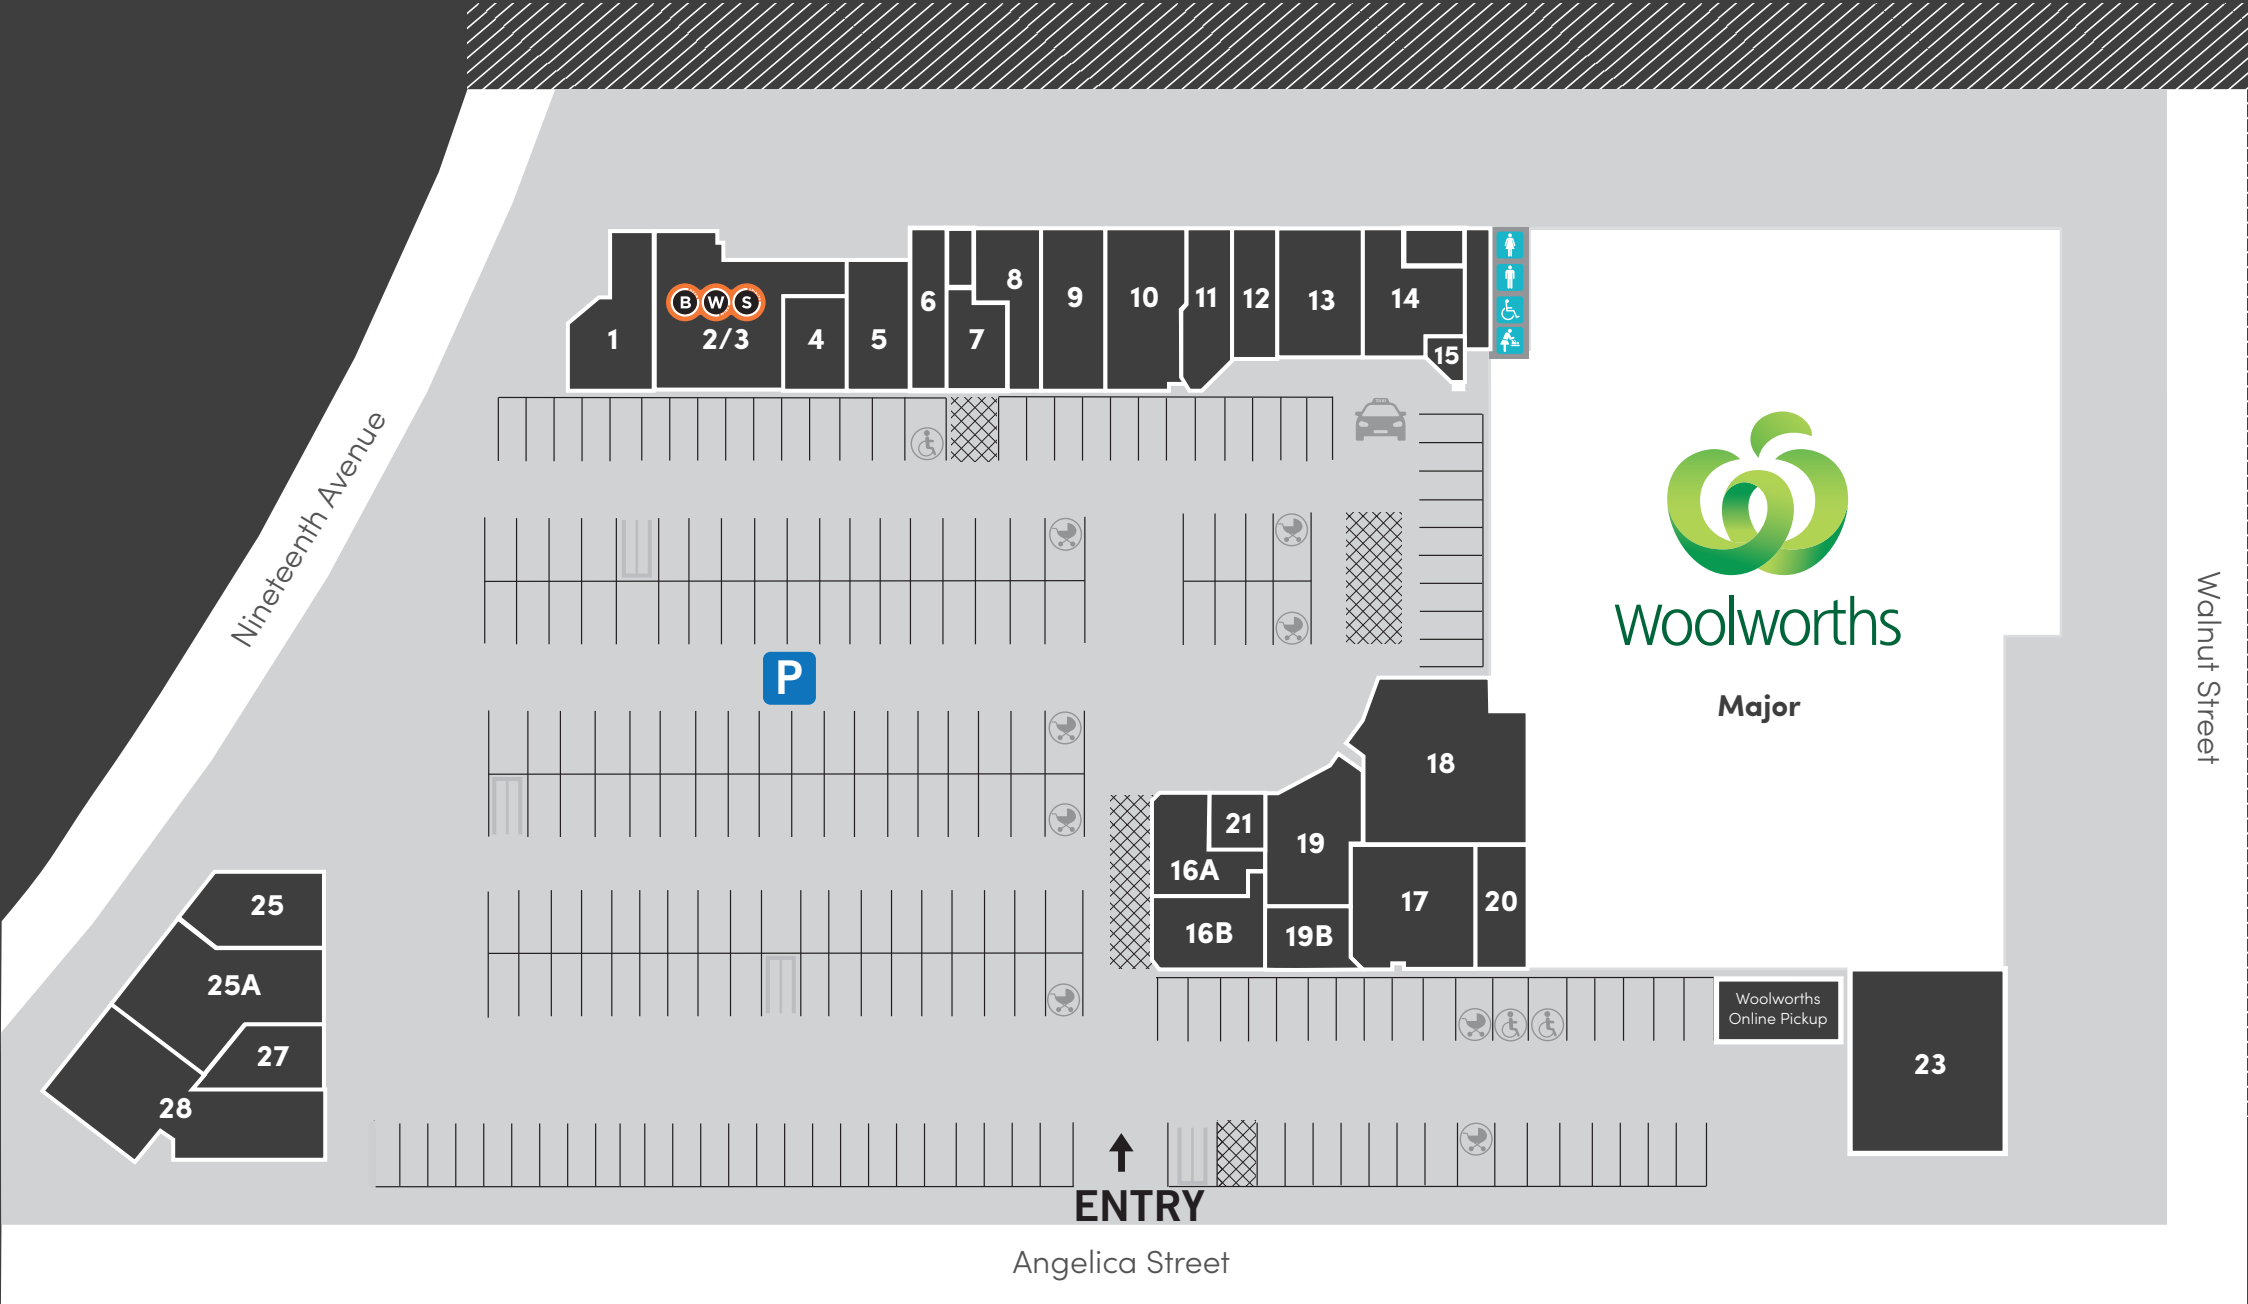 B W S
1
2/3
4
5
6
7
8
9
10
11
12
13
14
15
TAXI
Nineteenth Avenue
P
Woolworths
Major
Walnut Street
18
21
19
16A
16B
19B
17
20
25
25A
27
28
Woolworths
Online Pickup
23
ENTRY
Angelica Street